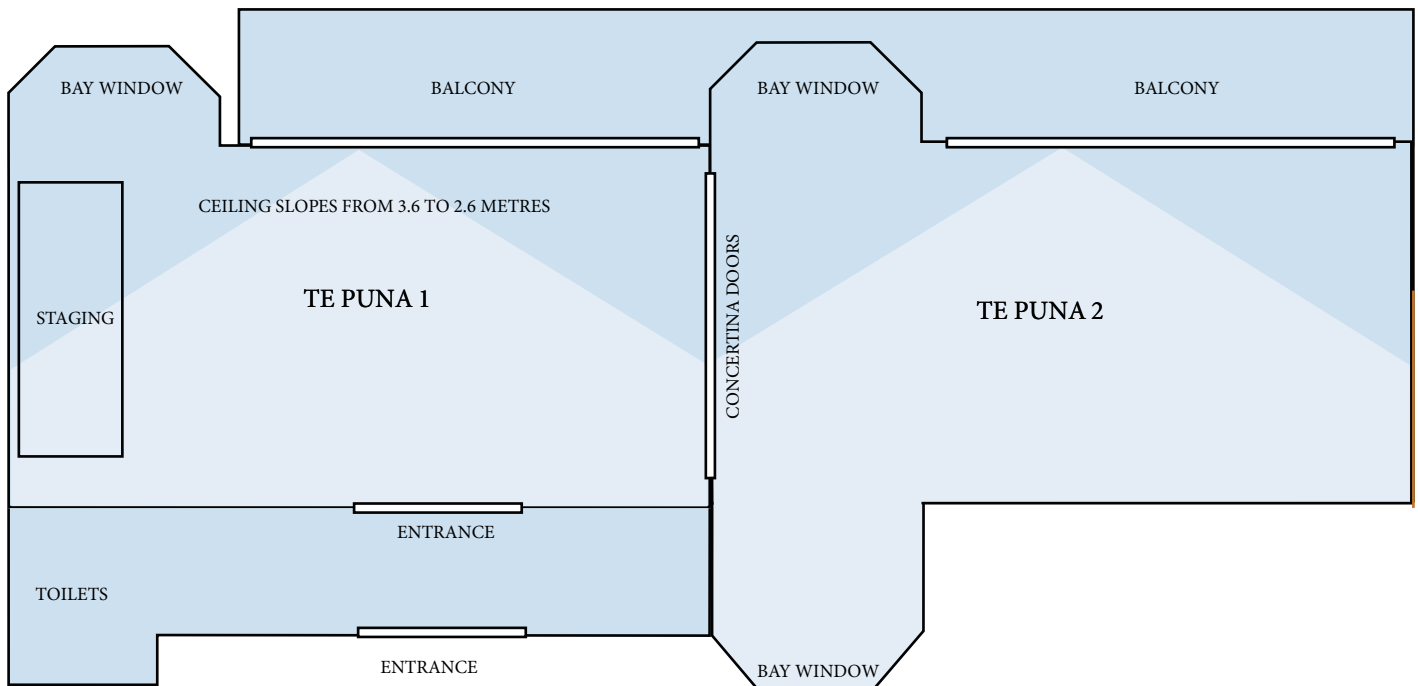 BAY WINDOW
BALCONY
BAY WINDOW
BALCONY
CEILING SLOPES FROM 3.6 TO 2.6 METRES
TE PUNA 1
STAGING
CONCERTINA DOORS
TE PUNA 2
ENTRANCE
TOILETS
ENTRANCE
BAY WINDOW